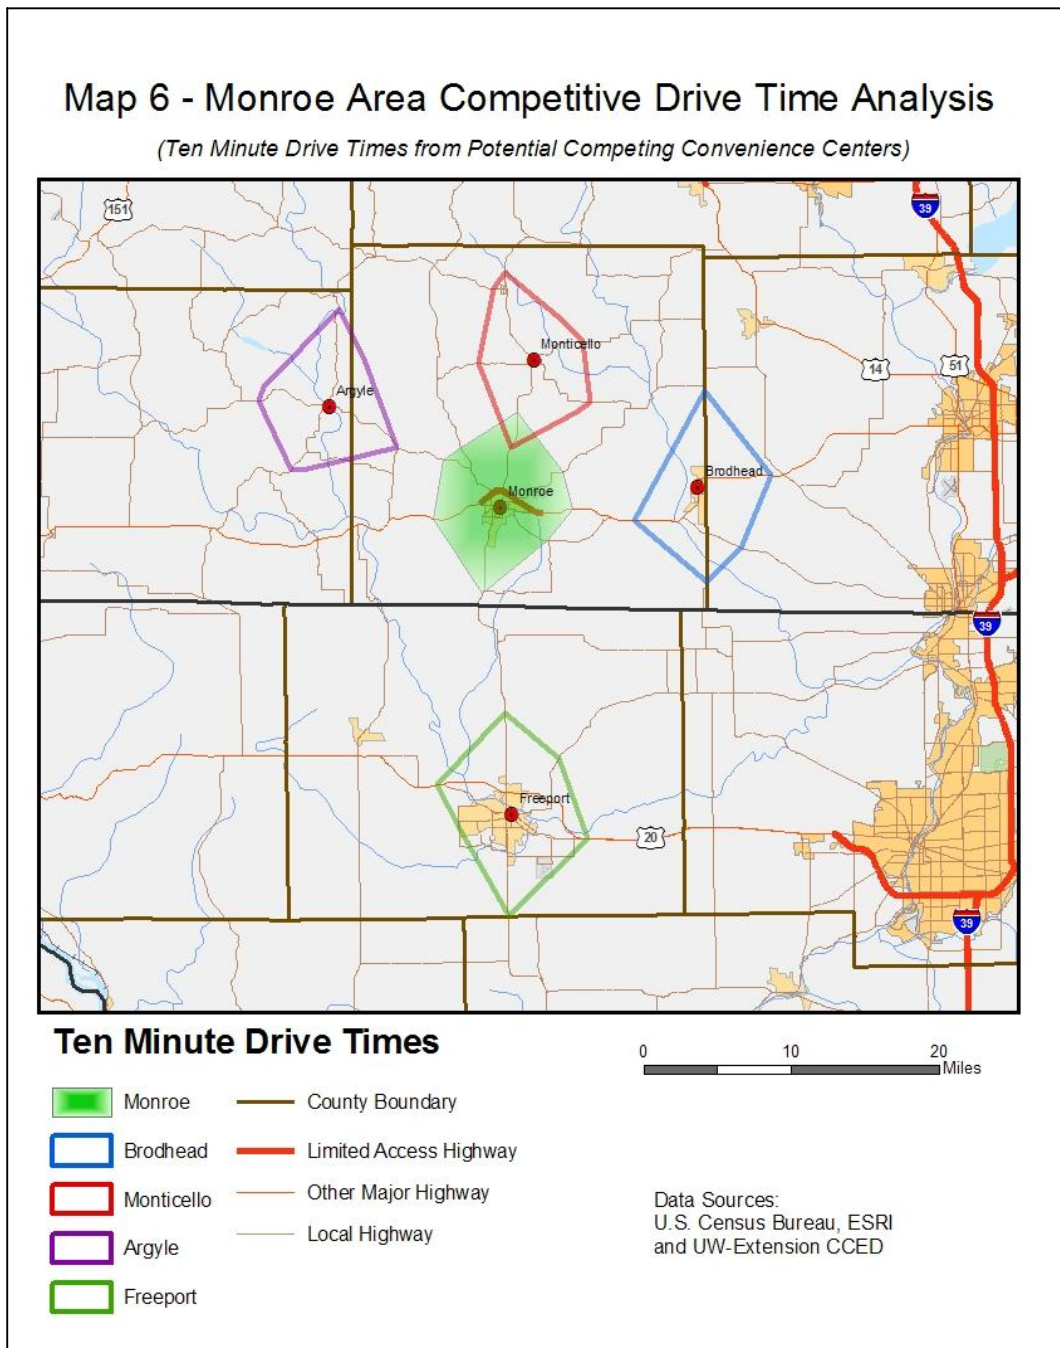 Map 6 - Monroe Area Competitive Drive Time Analysis
(Ten Minute Drive Times from Potential Competing Convenience Centers)
151
39
Monticello
14
51
Argyle
Brodhead
Monroe
39
Freeport
20
39
Ten Minute Drive Times
0 10 20
Miles
Monroe
County Boundary
Brodhead
Limited Access Highway
Monticello
Other Major Highway
Argyle
Local Highway
Freeport
Data Sources:
U.S. Census Bureau, ESRI
and UW-Extension CCED